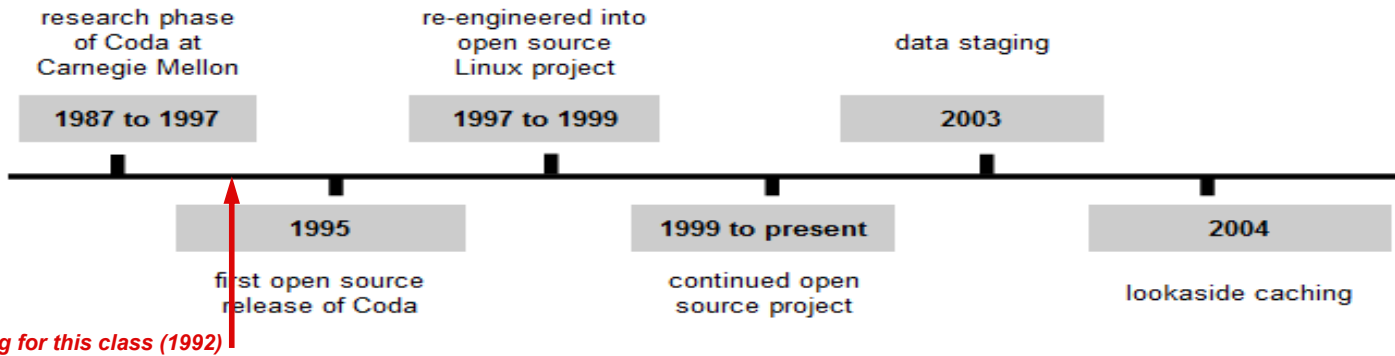 research phase
of Coda at
Carnegie Mellon
1987 to 1997
re-engineered into
open source
Linux project
1997 to 1999
data staging
2003
1995
first open source
release of Coda
1999 to present
continued open
source project
2004
lookaside caching
for this class (1992)